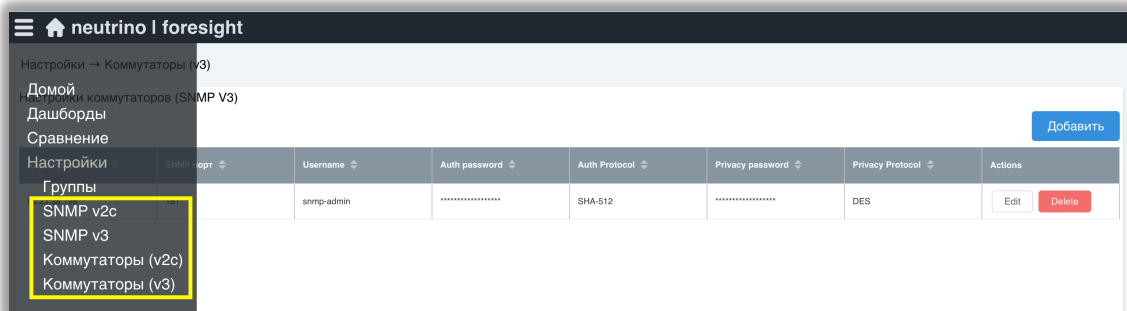 neutrino | foresight
Настройки → Коммутаторы (v3)
Домой
Настройки коммутаторов (SNMP V3)
Дашборды
Добавить
Сравнение
Настройки
SNMP порт Username Auth password Auth Protocol Privacy password Privacy Protocol Actions
Группы
161 snmp-admin ***************** SHA-512 ***************** DES Edit Delete
SNMP v2c
SNMP v3
Коммутаторы (v2c)
Коммутаторы (v3)